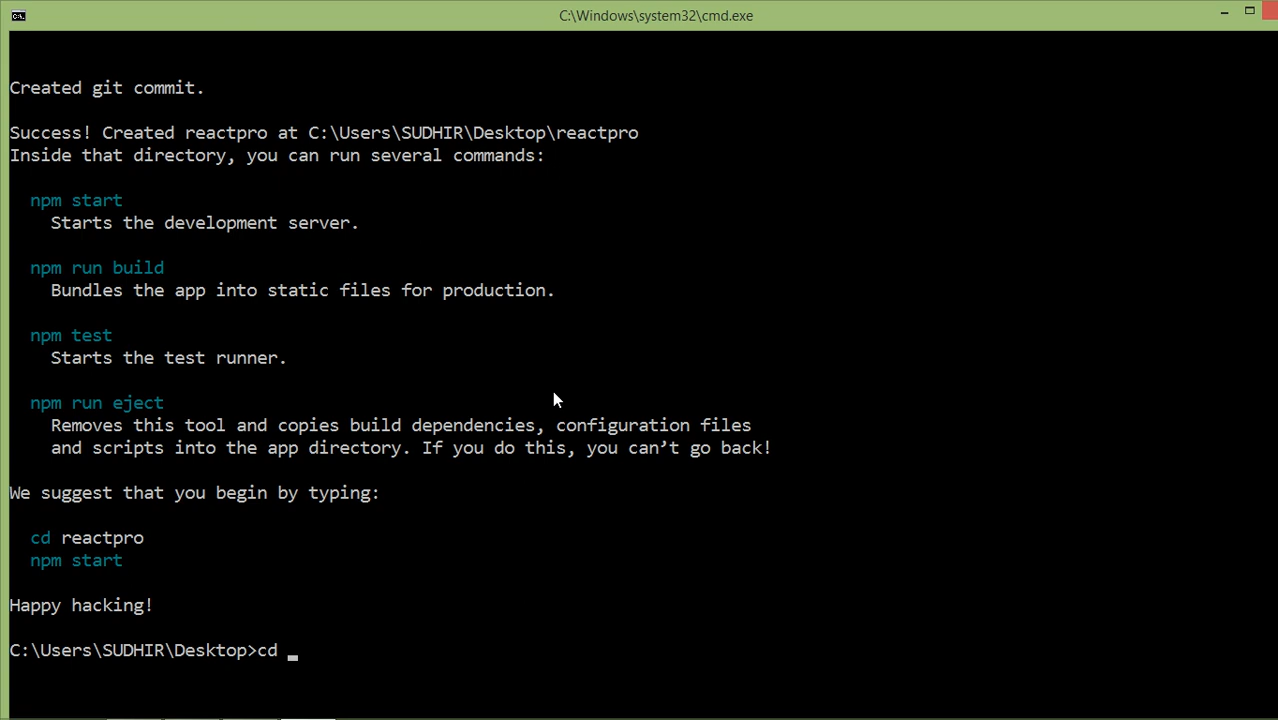 C:\Windows\system32\cmd.exe
Created git commit.
Success! Created reactpro at C:\Users\SUDHIR\Desktop\reactpro
Inside that directory, you can run several commands:
npm start
Starts the development server.
npm run build
Bundles the app into static files for production.
npm test
Starts the test runner.
npm run eject
Removes this tool and copies build dependencies, configuration files
and scripts into the app directory. If you do this, you can’t go back!
We suggest that you begin by typing:
cd reactpro
npm start
Happy hacking!
C:\Users\SUDHIR\Desktop>cd _